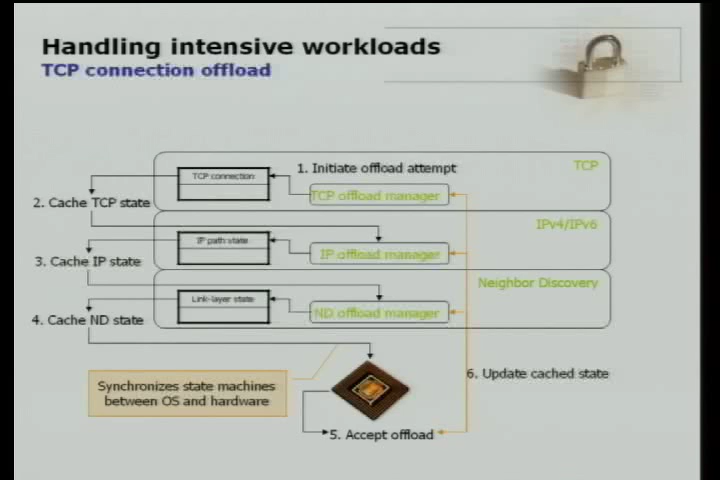 Handling intensive workloads
TCP connection offload
1. Initiate offload attempt
TCP
TCP connection
TCP offload manager
2. Cache TCP state
IPv4/IPv6
IP path state
IP offload manager
3. Cache IP state
Neighbor Discovery
Link-layer state
ND offload manager
4. Cache ND state
6. Update cached state
Synchronizes state machines
between OS and hardware
5. Accept offload